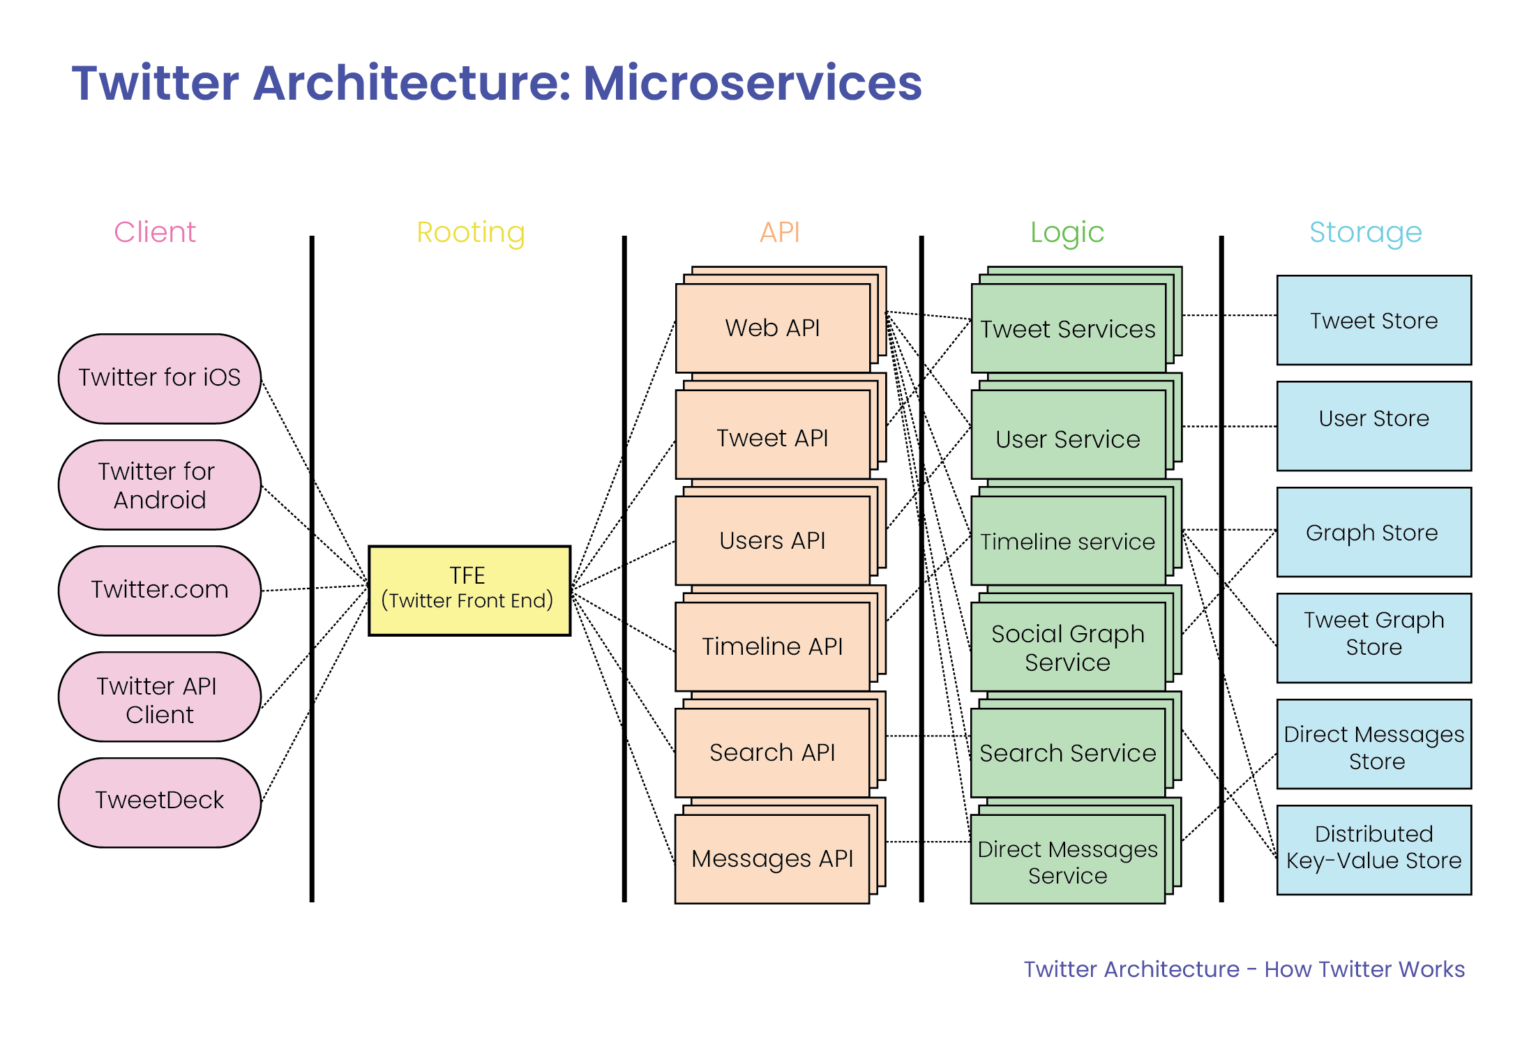 Twitter Architecture: Microservices
Client
Rooting
API
Logic
Storage
Twitter for iOS
Twitter for
Android
Twitter.com
Twitter API
Client
TweetDeck
TFE
(Twitter Front End)
Web API
Tweet API
Users API
Timeline API
Search API
Messages API
Tweet Services
User Service
Timeline service
Social Graph
Service
Search Service
Direct Messages
Service
Tweet Store
User Store
Graph Store
Tweet Graph
Store
Direct Messages
Store
Distributed
Key-Value Store
Twitter Architecture - How Twitter Works